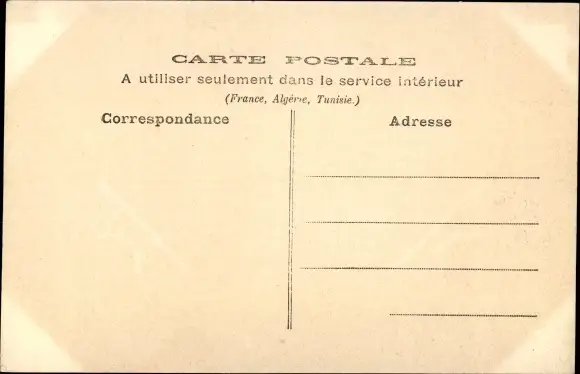 CARTE POSTALE
A utiliser seulement dans le service intérieur
(France, Algérie, Tunisie.)
Correspondance
Adresse